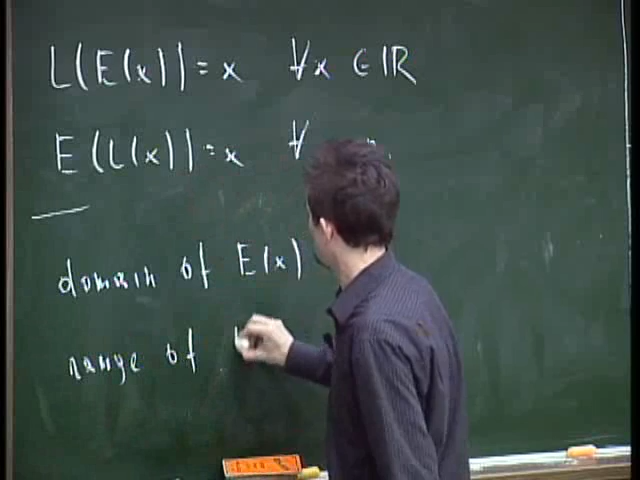 L(E(x)) = x ∀x ∈ ℝ
E(L(x)) = x ∀
domain of E(x)
range of